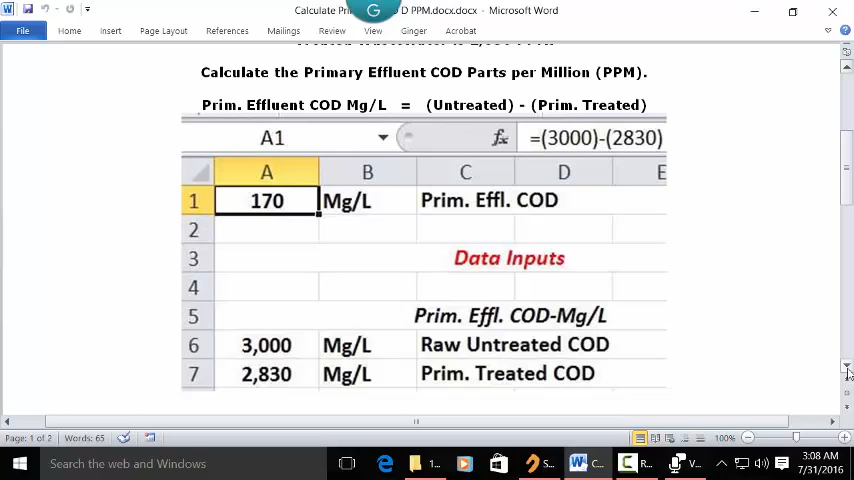 Calculate Pri D PPM.docx.docx - Microsoft Word
File Home Insert Page Layout References Mailings Review View Ginger Acrobat
Calculate the Primary Effluent COD Parts per Million (PPM).
Prim. Effluent COD Mg/L = (Untreated) - (Prim. Treated)
A1 fx =(3000)-(2830)
A B C D E
1 170 Mg/L Prim. Effl. COD
2
3 Data Inputs
4
5 Prim. Effl. COD-Mg/L
6 3,000 Mg/L Raw Untreated COD
7 2,830 Mg/L Prim. Treated COD
Page: 1 of 2 Words: 65 100%
Search the web and Windows 1... S... C... R... V... 3:08 AM
7/31/2016